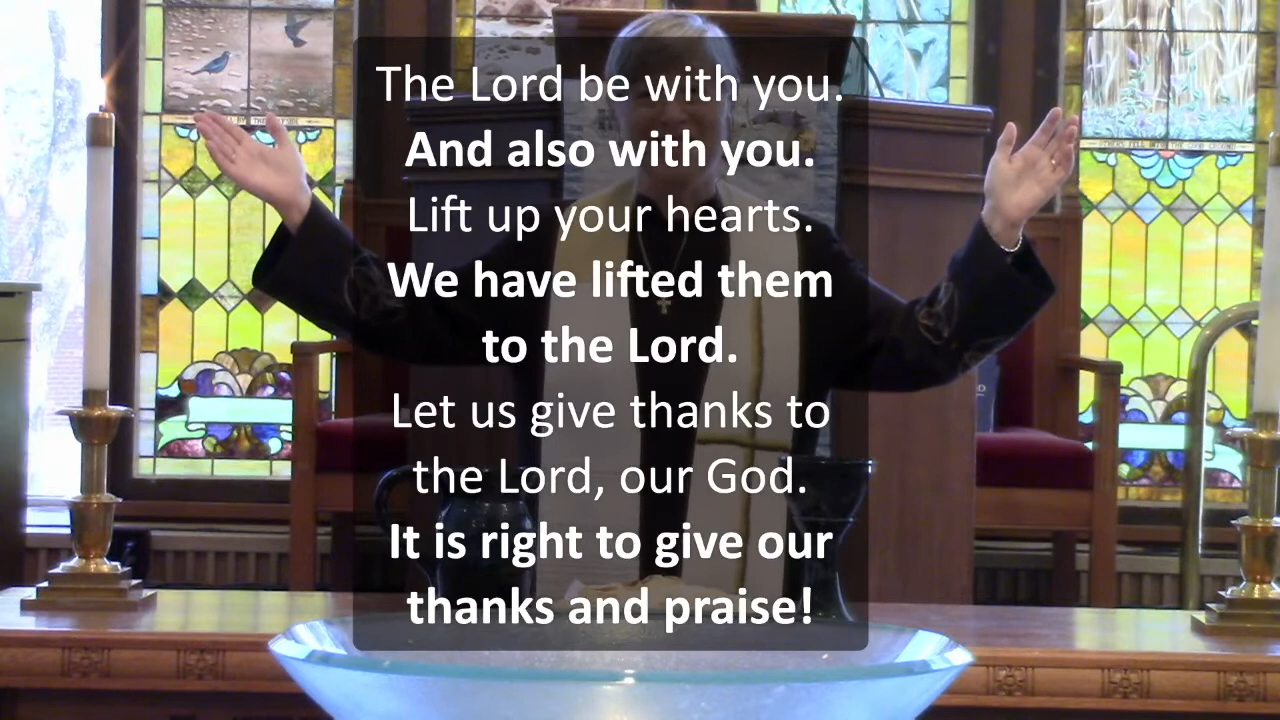 The Lord be with you.
And also with you.
Lift up your hearts.
We have lifted them
to the Lord.
Let us give thanks to
the Lord, our God.
It is right to give our
thanks and praise!